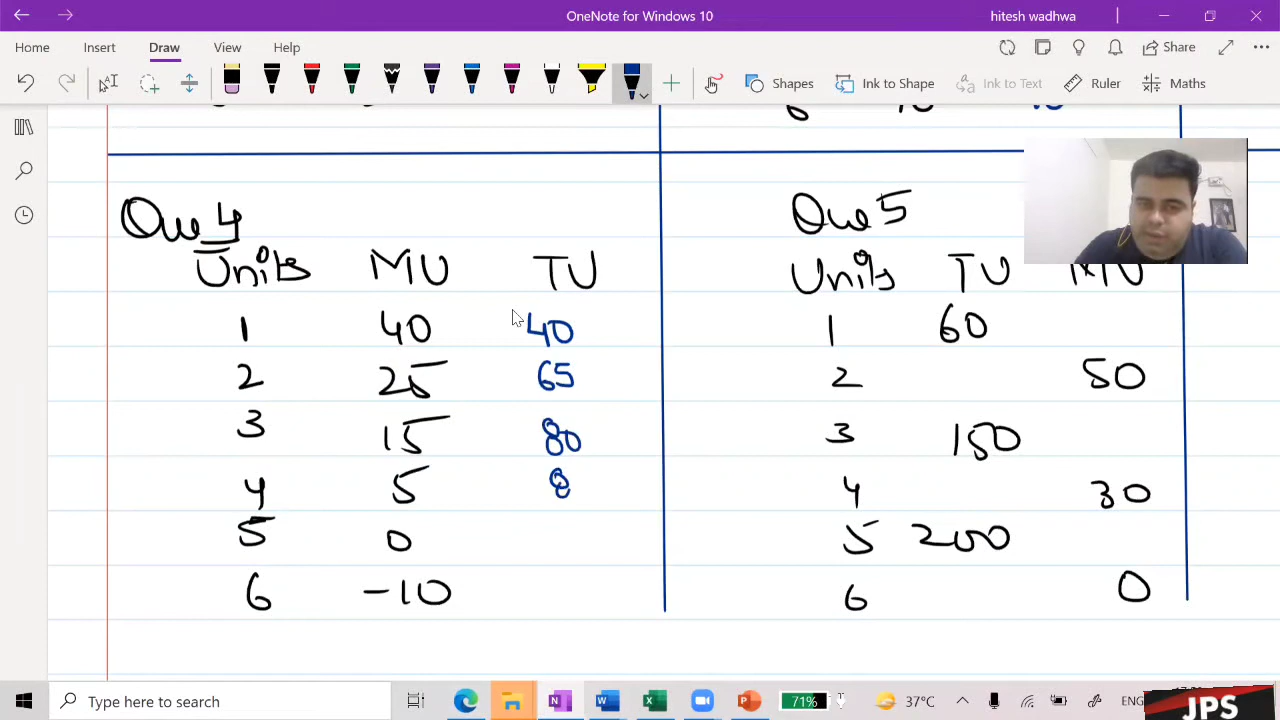 OneNote for Windows 10
hitesh wadhwa
Home Insert Draw View Help
Share
Shapes Ink to Shape Ink to Text Ruler Maths
Que 4
Units MU TU
1 40 40
2 25 65
3 15 80
4 5 8
5 0
6 -10
Que 5
Units TU MU
1 60
2 50
3 150
4 30
5 200
6 0
Type here to search
71%
37°C
ENG
JPS